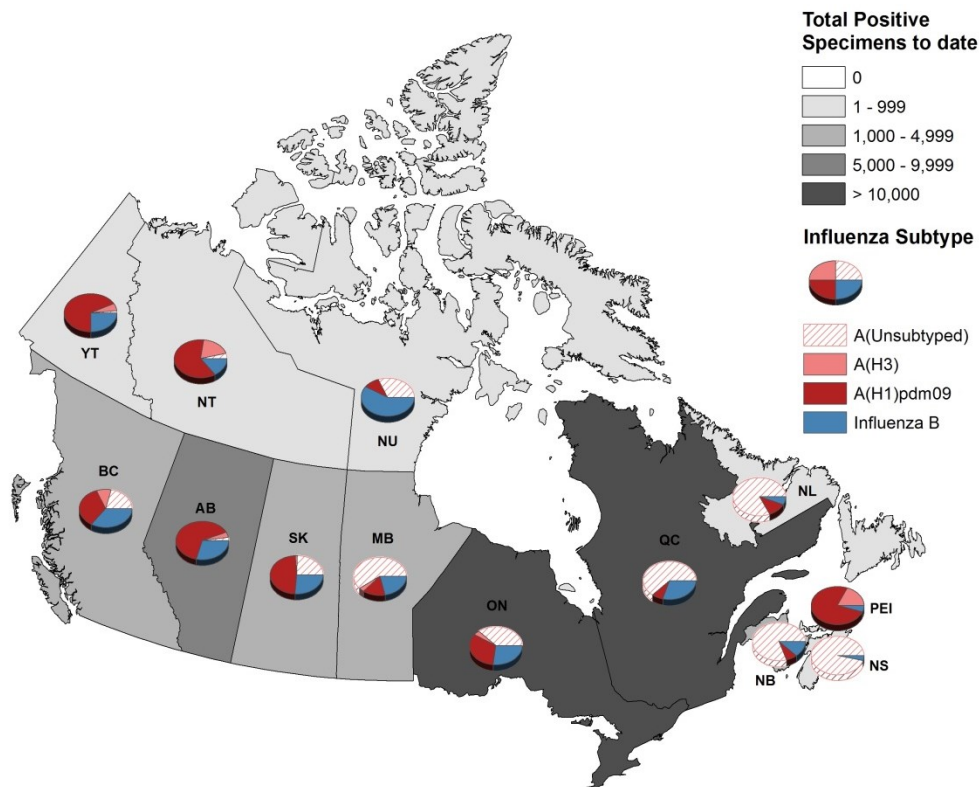 Total Positive
Specimens to date
0
1 - 999
1,000 - 4,999
5,000 - 9,999
> 10,000
Influenza Subtype
A(Unsubtyped)
A(H3)
A(H1)pdm09
Influenza B
YT
NT
NU
BC
AB
SK
MB
ON
QC
NL
PEI
NB
NS